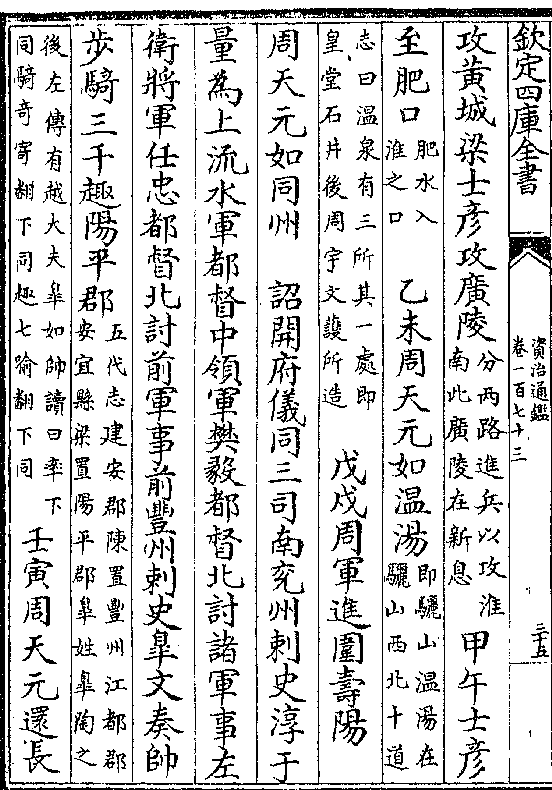 欽定四庫全書
資治通鑑
卷一百七十三
二十五
攻黃城梁士彦攻廣陵
分兩路進兵以攻淮
南此廣陵在新息
甲午士彦
至肥口
肥水入
淮之口
乙未周天元如温湯
即驪山温湯在
驪山西北十道
志曰温泉有三所其一處即
皇堂石井後周宇文護所造
戊戌周軍進圍壽陽
周天元如同州 詔開府儀同三司南兖州刺史淳于
量為上流水軍都督中領軍樊毅都督北討諸軍事左
衛將軍任忠都督北討前軍事前豐州刺史臯文奏帥
步騎三千趣陽平郡
五代志建安郡陳置豐州江都郡
安宜縣梁置陽平郡臯姓臯陶之
後左傳有越大夫臯如帥讀曰率下
同騎奇寄翻下同趣七喻翻下同
壬寅周天元還長